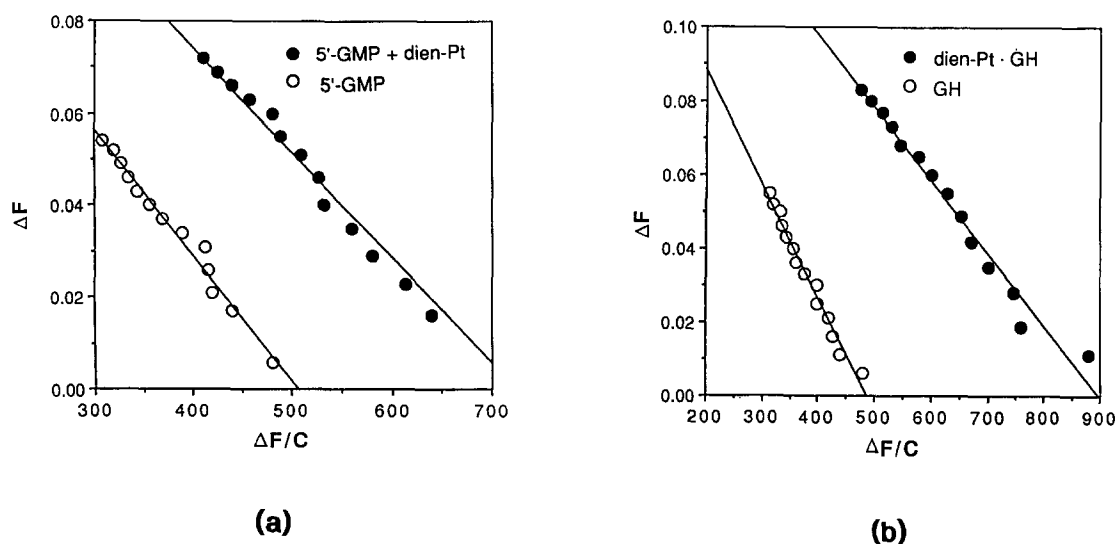 0.08
0.06
0.04
0.02
0.00
ΔF
5'-GMP + dien-Pt
5'-GMP
300 400 500 600 700
ΔF/C
(a)
0.10
0.08
0.06
0.04
0.02
0.00
ΔF
dien-Pt · GH
GH
200 300 400 500 600 700 800 900
ΔF/C
(b)